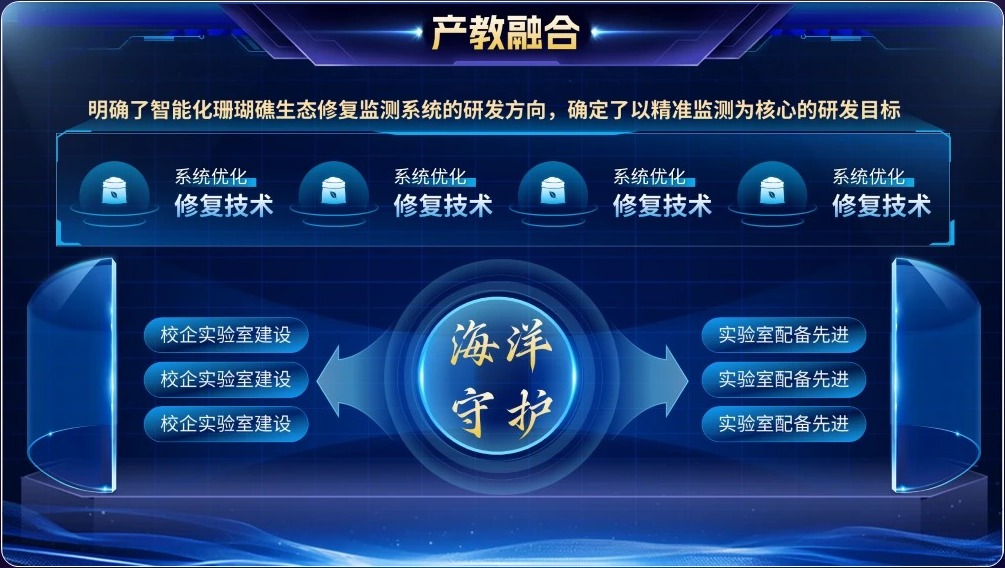 产教融合
明确了智能化珊瑚礁生态修复监测系统的研发方向，确定了以精准监测为核心的研发目标
系统优化
修复技术
系统优化
修复技术
系统优化
修复技术
系统优化
修复技术
校企实验室建设
校企实验室建设
校企实验室建设
海洋
守护
实验室配备先进
实验室配备先进
实验室配备先进